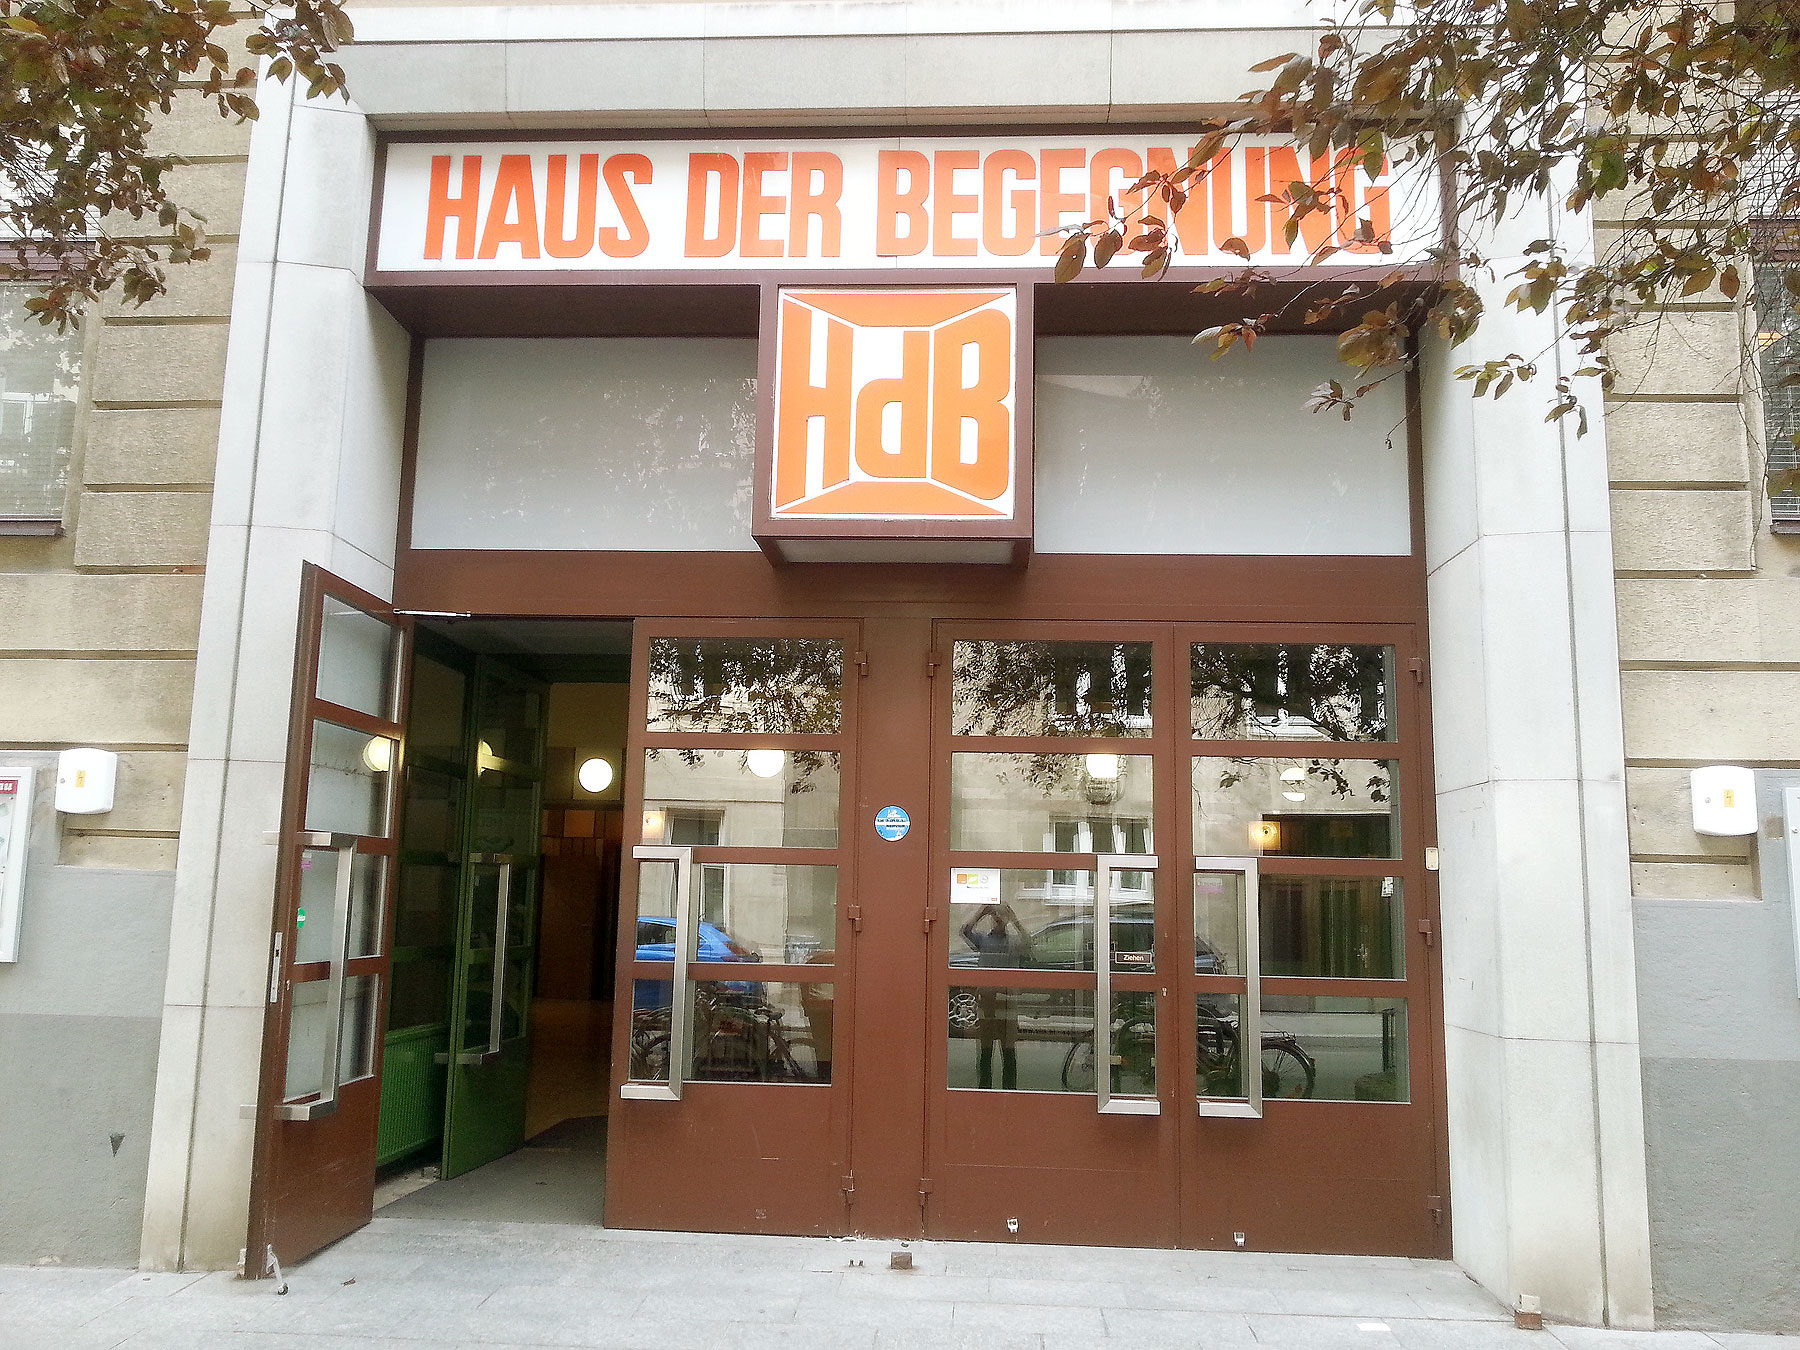 HAUS DER BEGEGNUNG
HdB
Ziehen